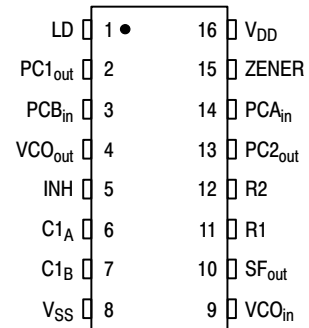 LD 1 16 VDD
PC1out 2 15 ZENER
PCBin 3 14 PCAin
VCOout 4 13 PC2out
INH 5 12 R2
C1A 6 11 R1
C1B 7 10 SFout
VSS 8 9 VCOin